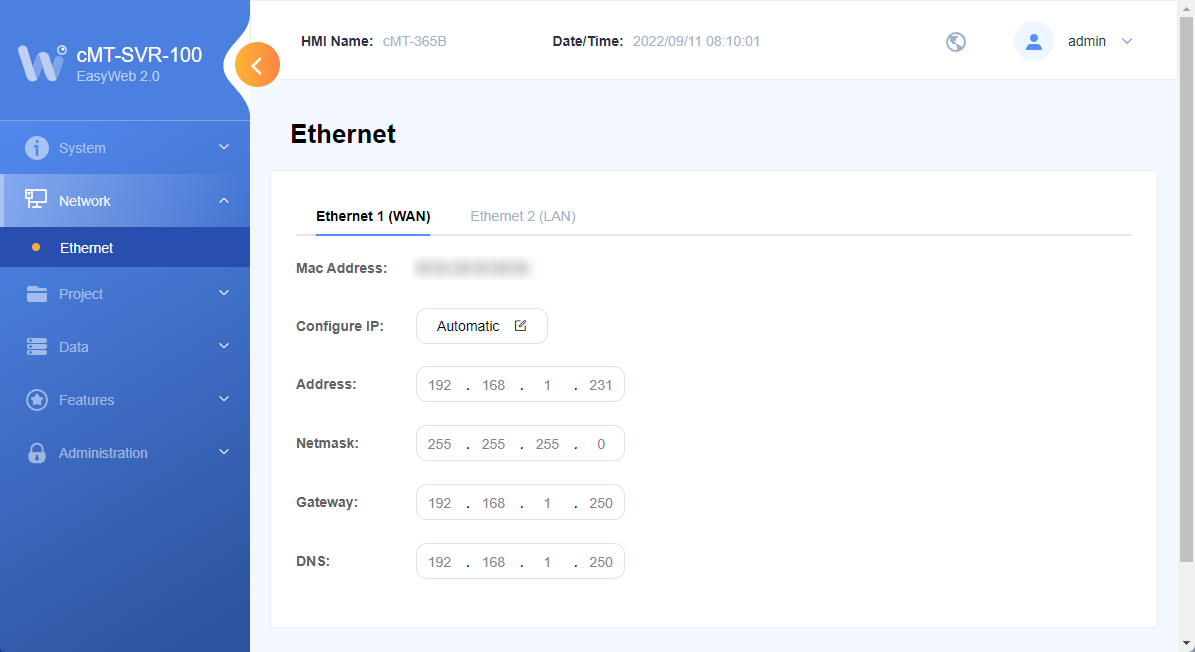 cMT-SVR-100
EasyWeb 2.0
HMI Name: cMT-365B Date/Time: 2022/09/11 08:10:01 admin
System
Network
Ethernet
Project
Data
Features
Administration
Ethernet
Ethernet 1 (WAN) Ethernet 2 (LAN)
Mac Address:
Configure IP: Automatic
Address: 192 . 168 . 1 . 231
Netmask: 255 . 255 . 255 . 0
Gateway: 192 . 168 . 1 . 250
DNS: 192 . 168 . 1 . 250